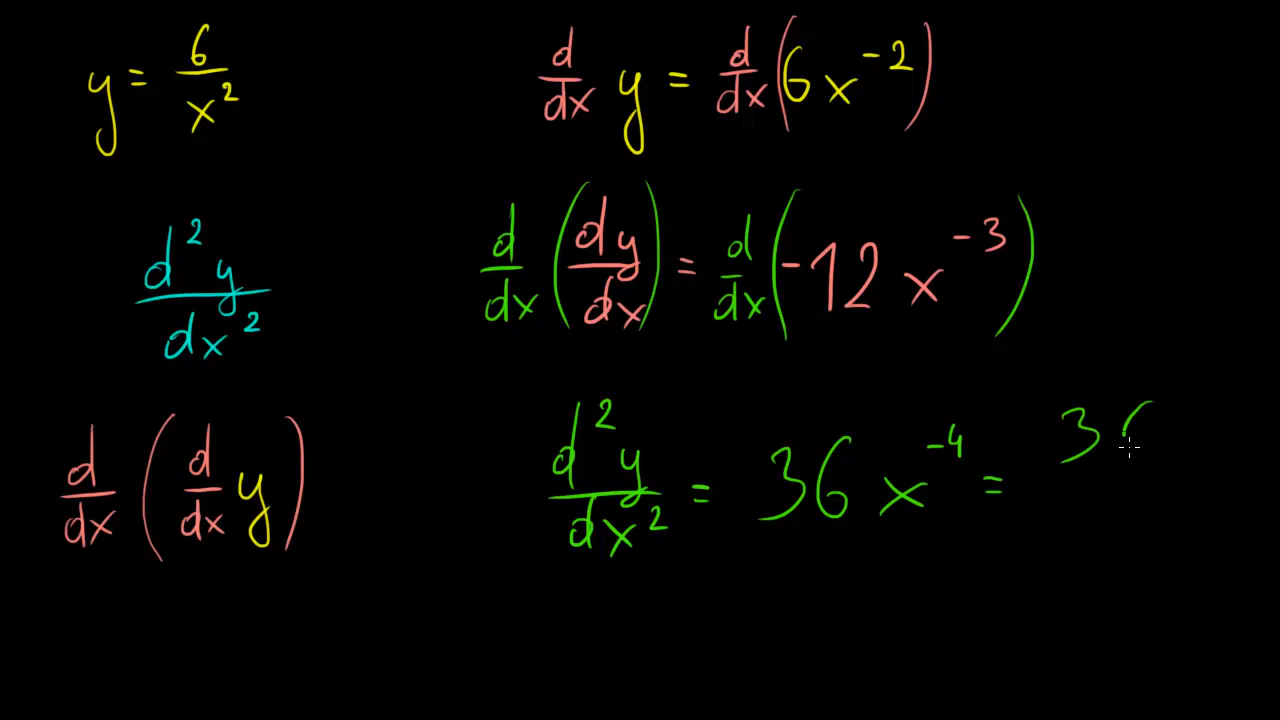 y = 6/x²
d/dx y = d/dx (6x⁻²)
d²y/dx²
d/dx (dy/dx) = d/dx (-12x⁻³)
d/dx (d/dx y)
d²y/dx² = 36x⁻⁴ = 3